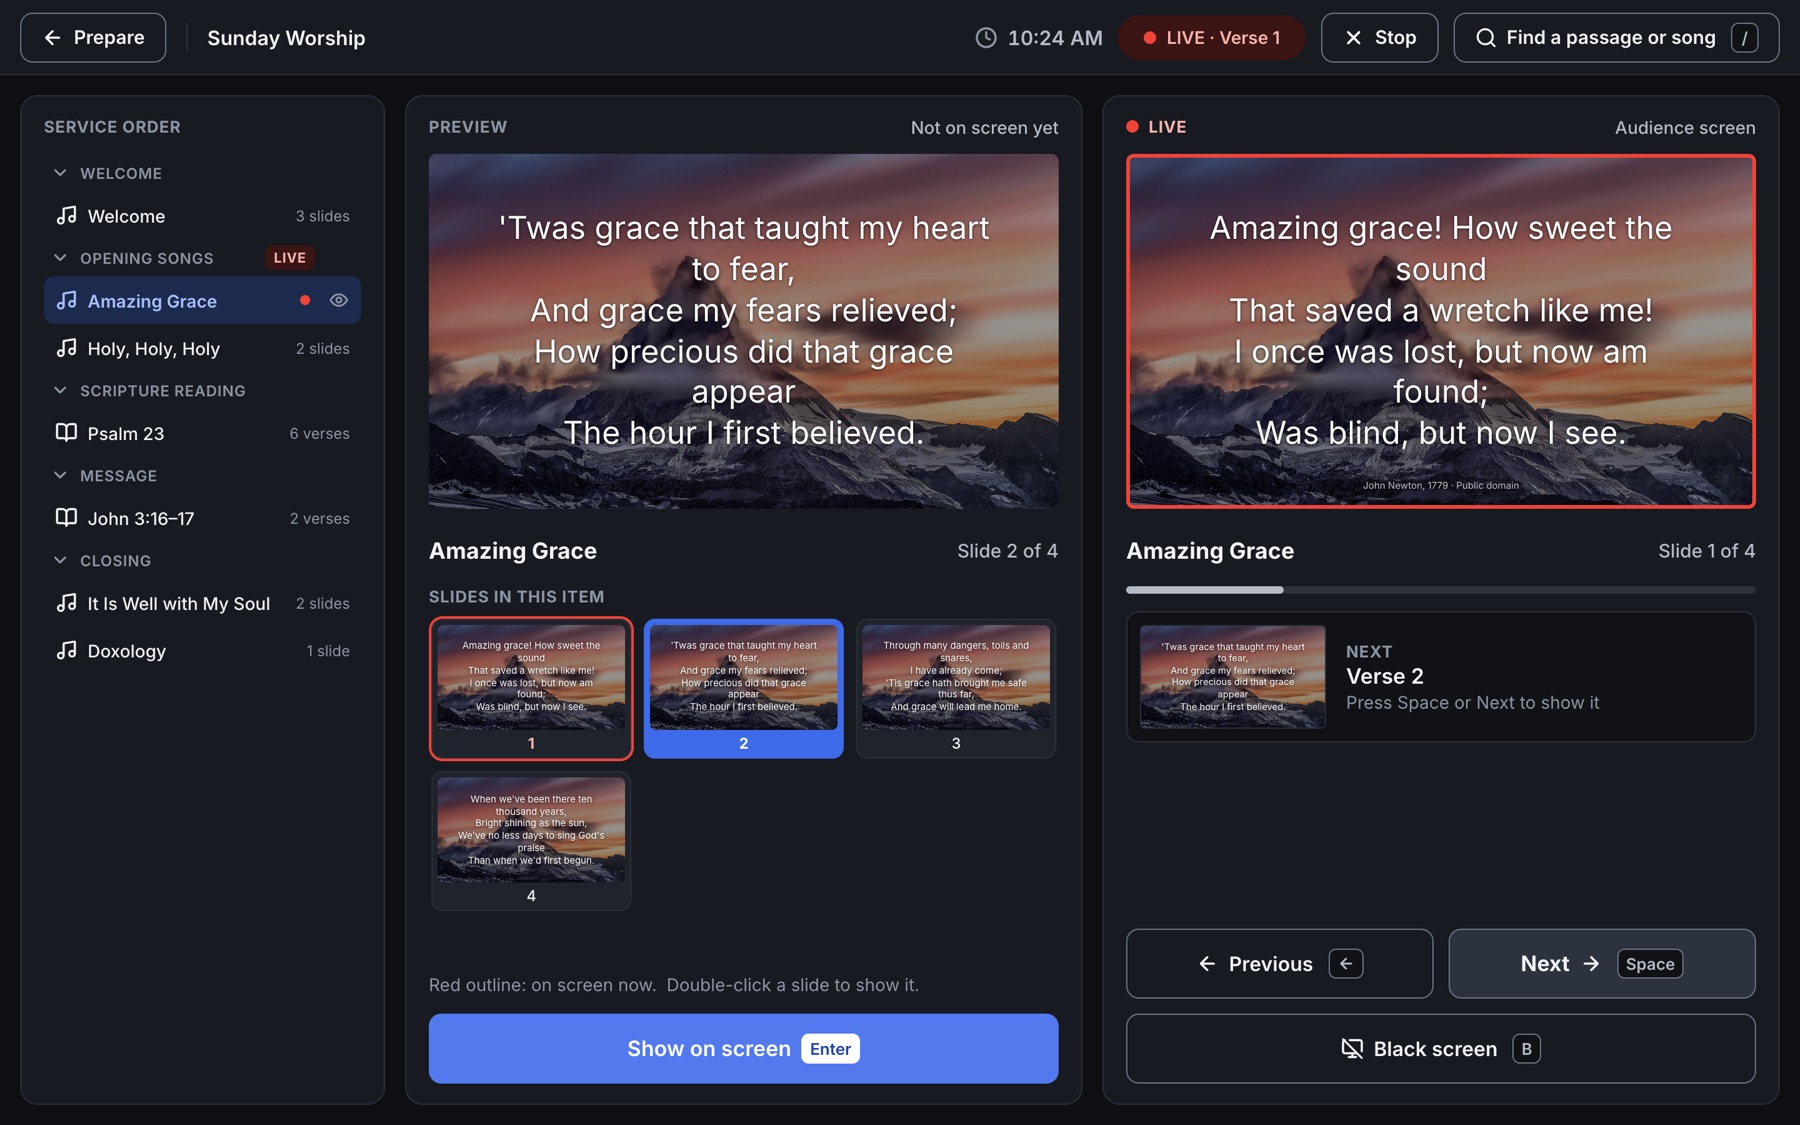 Prepare
Sunday Worship
10:24 AM
LIVE · Verse 1
Stop
Find a passage or song /
SERVICE ORDER
WELCOME
Welcome 3 slides
OPENING SONGS LIVE
Amazing Grace
Holy, Holy, Holy 2 slides
SCRIPTURE READING
Psalm 23 6 verses
MESSAGE
John 3:16–17 2 verses
CLOSING
It Is Well with My Soul 2 slides
Doxology 1 slide
PREVIEW Not on screen yet
'Twas grace that taught my heart
to fear,
And grace my fears relieved;
How precious did that grace
appear
The hour I first believed.
Amazing Grace Slide 2 of 4
SLIDES IN THIS ITEM
Amazing grace! How sweet the
sound
That saved a wretch like me!
I once was lost, but now am
found;
Was blind, but now I see.
1
'Twas grace that taught my heart
to fear,
And grace my fears relieved;
How precious did that grace
appear
The hour I first believed.
2
Through many dangers, toils and
snares,
I have already come;
'Tis grace hath brought me safe
thus far,
And grace will lead me home.
3
When we've been there ten
thousand years,
Bright shining as the sun,
We've no less days to sing God's
praise
Than when we'd first begun.
4
Red outline: on screen now. Double-click a slide to show it.
Show on screen Enter
LIVE Audience screen
Amazing grace! How sweet the
sound
That saved a wretch like me!
I once was lost, but now am
found;
Was blind, but now I see.
John Newton, 1779 · Public domain
Amazing Grace Slide 1 of 4
'Twas grace that taught my heart
to fear,
And grace my fears relieved;
How precious did that grace
appear
The hour I first believed.
NEXT
Verse 2
Press Space or Next to show it
Previous ←
Next → Space
Black screen B